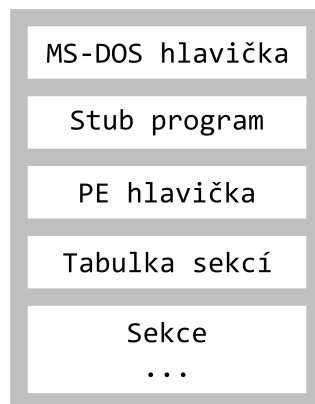 MS-DOS hlavička
Stub program
PE hlavička
Tabulka sekcí
Sekce
...